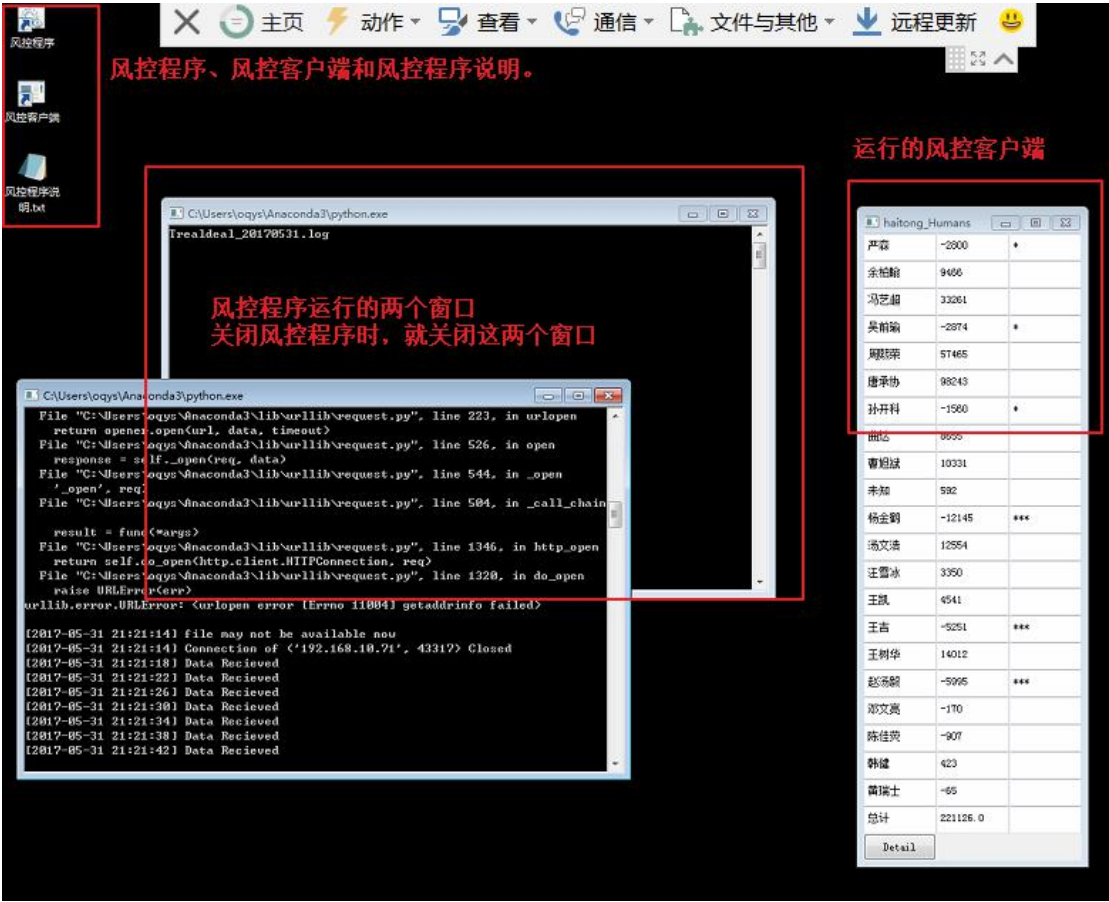 主页 动作 查看 通信 文件与其他 远程更新
风控程序
风控程序、风控客户端和风控程序说明。
风控客户端
运行的风控客户端
风控程序说
明.txt
C:\Users\oqys\Anaconda3\python.exe
Irealdeal_20170531.log
风控程序运行的两个窗口
关闭风控程序时，就关闭这两个窗口
C:\Users\oqys\Anaconda3\python.exe
File "C:\Users\oqys\Anaconda3\lib\urllib\request.py", line 223, in urlopen
return opener.open(url, data, timeout)
File "C:\Users\oqys\Anaconda3\lib\urllib\request.py", line 526, in open
response = self._open(req, data)
File "C:\Users\oqys\Anaconda3\lib\urllib\request.py", line 544, in _open
'_open', req)
File "C:\Users\oqys\Anaconda3\lib\urllib\request.py", line 504, in _call_chain
result = func(*args)
File "C:\Users\oqys\Anaconda3\lib\urllib\request.py", line 1346, in http_open
return self.do_open(http.client.HTTPConnection, req)
File "C:\Users\oqys\Anaconda3\lib\urllib\request.py", line 1320, in do_open
raise URLError(err)
urllib.error.URLError: <urlopen error [Errno 11004] getaddrinfo failed>
[2017-05-31 21:21:14] file may not be available now
[2017-05-31 21:21:14] Connection of ('192.168.10.71', 43317) Closed
[2017-05-31 21:21:18] Data Recieved
[2017-05-31 21:21:22] Data Recieved
[2017-05-31 21:21:26] Data Recieved
[2017-05-31 21:21:30] Data Recieved
[2017-05-31 21:21:34] Data Recieved
[2017-05-31 21:21:38] Data Recieved
[2017-05-31 21:21:42] Data Recieved
haitong_Humans
严森 -2800 *
9466
冯艺超 33261
吴前瑜 -2874 *
57465
唐承协 98243
孙开科 -1560 *
曲达 8655
曹旭斌 10331
未知 592
杨金鹤 -12145 ***
汤文浩 12554
汪雪冰 3350
王凯 4541
王吉 -5251 ***
王树华 14012
赵汤毅 -5995 ***
邓文亮 -170
陈佳荧 -907
韩健 423
黄瑞士 -65
总计 221126.0
Detail